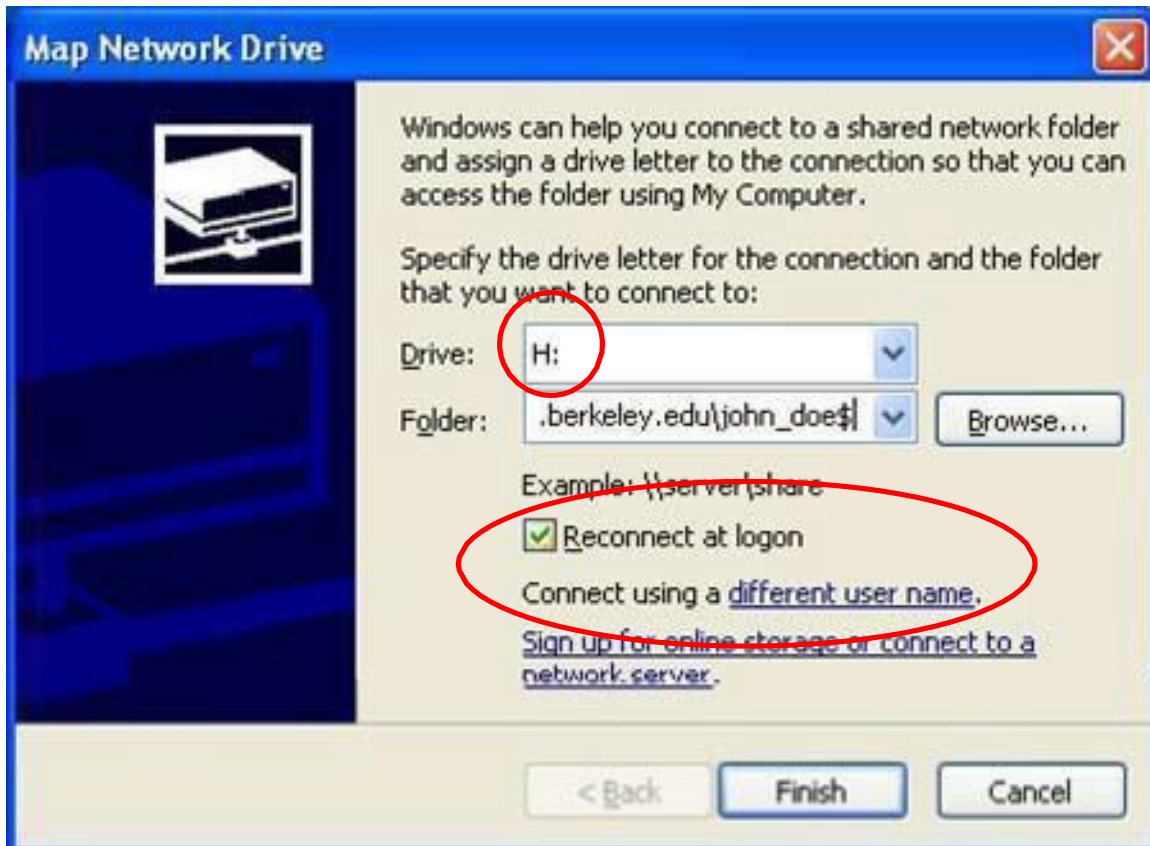 Map Network Drive
Windows can help you connect to a shared network folder
and assign a drive letter to the connection so that you can
access the folder using My Computer.
Specify the drive letter for the connection and the folder
that you want to connect to:
Drive: H:
Folder: .berkeley.edu\john_doe$ Browse...
Example: \\server\share
Reconnect at logon
Connect using a different user name.
Sign up for online storage or connect to a
network server.
< Back Finish Cancel